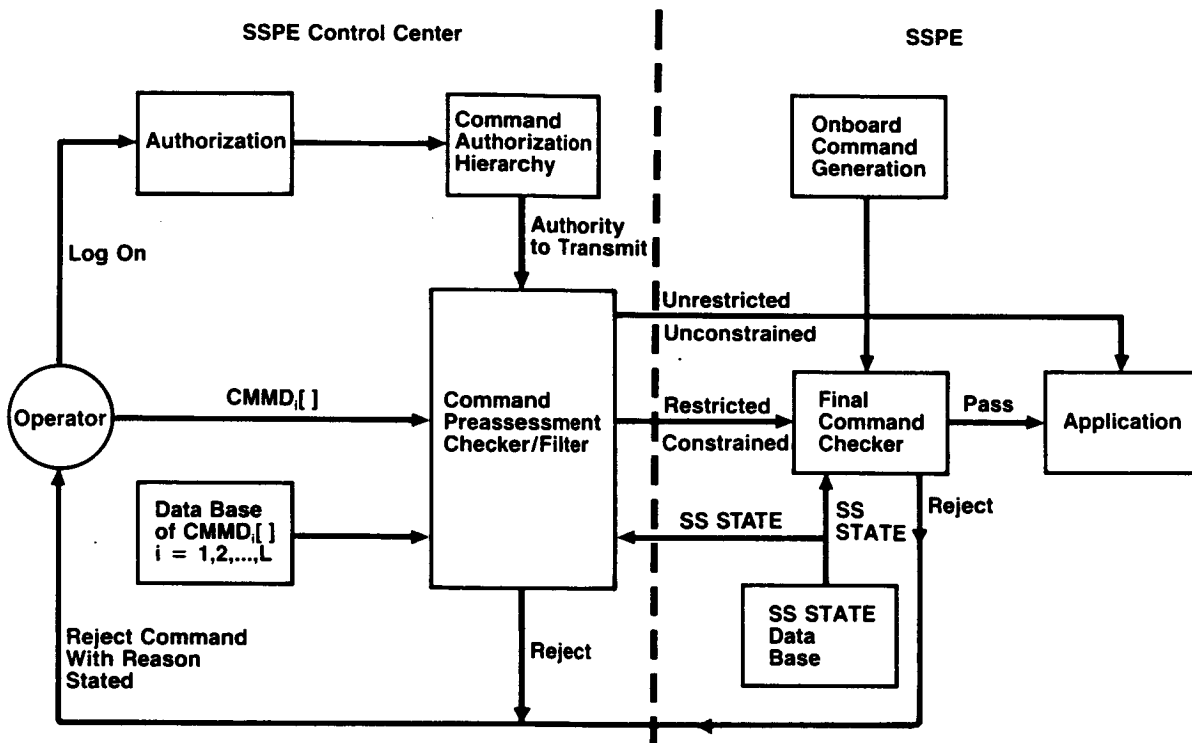 SSPE Control Center
SSPE
Authorization
Command
Authorization
Hierarchy
Onboard
Command
Generation
Log On
Authority
to Transmit
Unrestricted
Unconstrained
Operator
CMMDᵢ[ ]
Command
Preassessment
Checker/Filter
Restricted
Constrained
Final
Command
Checker
Pass
Application
Data Base
of CMMDᵢ[ ]
i = 1,2,...,L
SS STATE
SS
STATE
Reject
Reject Command
With Reason
Stated
Reject
SS STATE
Data
Base